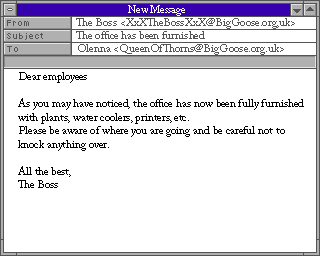 New Message
From The Boss <XxXTheBossXxX@BigGoose.org.uk>
Subject The office has been furnished
To Olenna <QueenOfThorns@BigGoose.org.uk>
Dear employees
As you may have noticed, the office has now been fully furnished
with plants, water coolers, printers, etc.
Please be aware of where you are going and be careful not to
knock anything over.
All the best,
The Boss